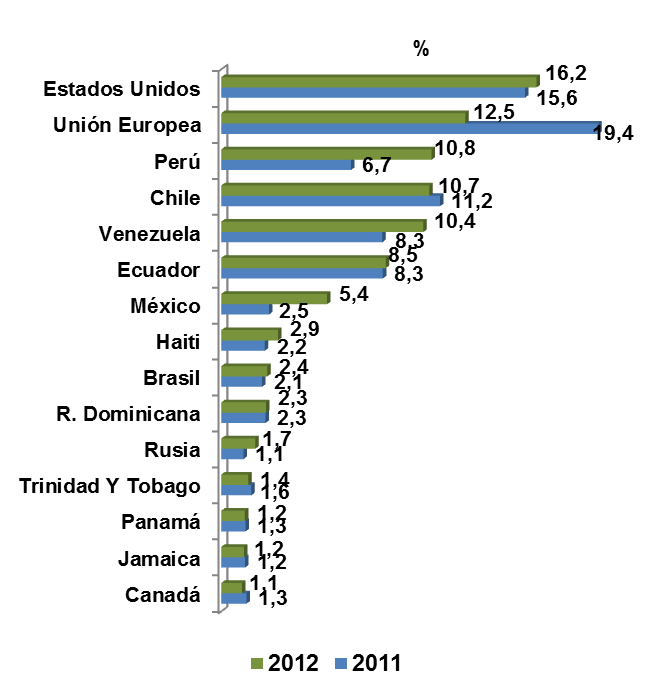 %
Estados Unidos 16,2
15,6
Unión Europea 12,5
19,4
Perú 10,8
6,7
Chile 10,7
11,2
Venezuela 10,4
8,3
Ecuador 8,5
8,3
México 5,4
2,5
Haiti 2,9
2,2
Brasil 2,4
2,1
R. Dominicana 2,3
2,3
Rusia 1,7
1,1
Trinidad Y Tobago 1,4
1,6
Panamá 1,2
1,3
Jamaica 1,2
1,2
Canadá 1,1
1,3
2012 2011